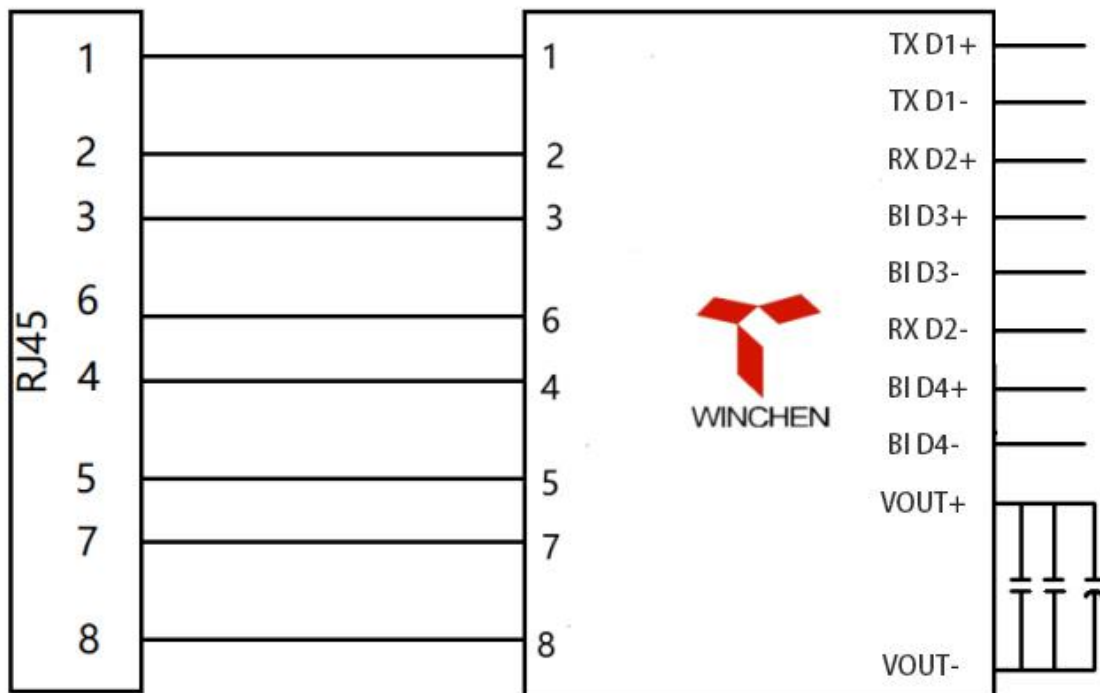 RJ45
1
2
3
6
4
5
7
8
1
2
3
6
4
5
7
8
WINCHEN
TX D1+
TX D1-
RX D2+
BI D3+
BI D3-
RX D2-
BI D4+
BI D4-
VOUT+
VOUT-